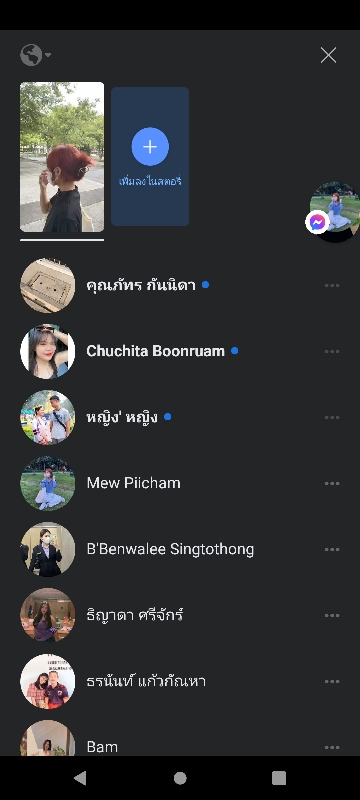 เพิ่มลงในสตอรี่
คุณภัทร กันนิดา
Chuchita Boonruam
หญิง' หญิง
Mew Piicham
B'Benwalee Singtothong
ธิญาดา ศรีจักร์
ธรนันท์ แก้วกัณหา
Bam